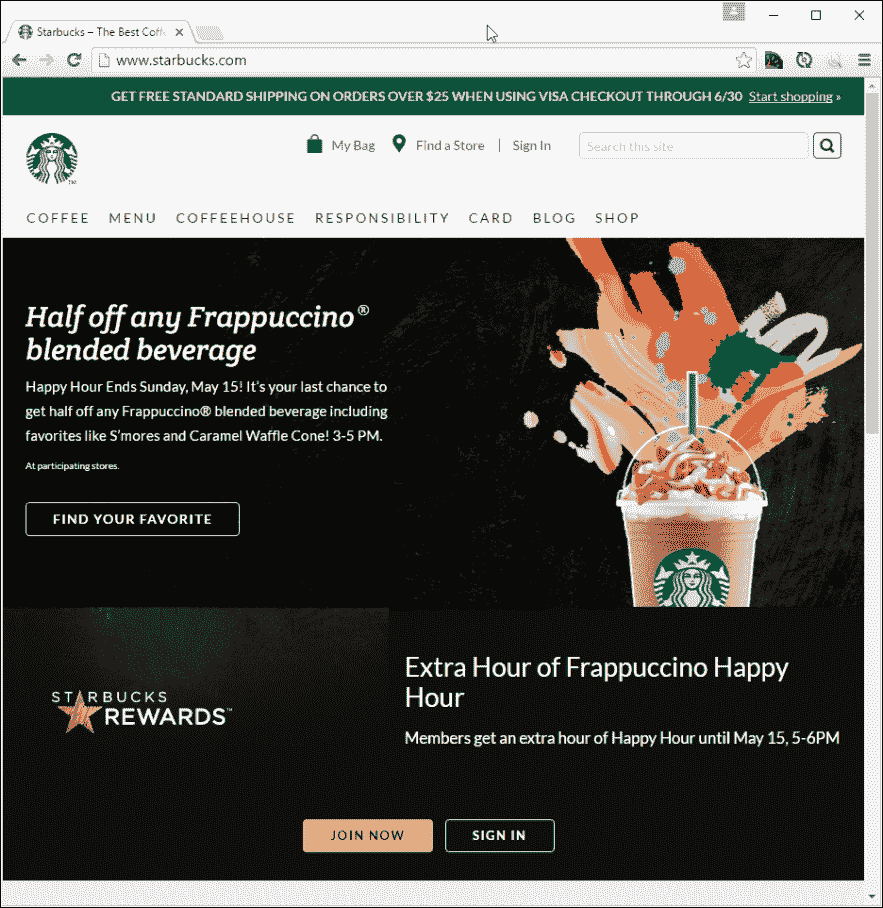 Starbucks – The Best Coff
www.starbucks.com
GET FREE STANDARD SHIPPING ON ORDERS OVER $25 WHEN USING VISA CHECKOUT THROUGH 6/30 Start shopping »
My Bag Find a Store | Sign In Search this site
TM
COFFEE MENU COFFEEHOUSE RESPONSIBILITY CARD BLOG SHOP
Half off any Frappuccino®
blended beverage
Happy Hour Ends Sunday, May 15! It's your last chance to
get half off any Frappuccino® blended beverage including
favorites like S'mores and Caramel Waffle Cone! 3-5 PM.
At participating stores.
FIND YOUR FAVORITE
STARBUCKS
REWARDS™
Extra Hour of Frappuccino Happy
Hour
Members get an extra hour of Happy Hour until May 15, 5-6PM
JOIN NOW SIGN IN